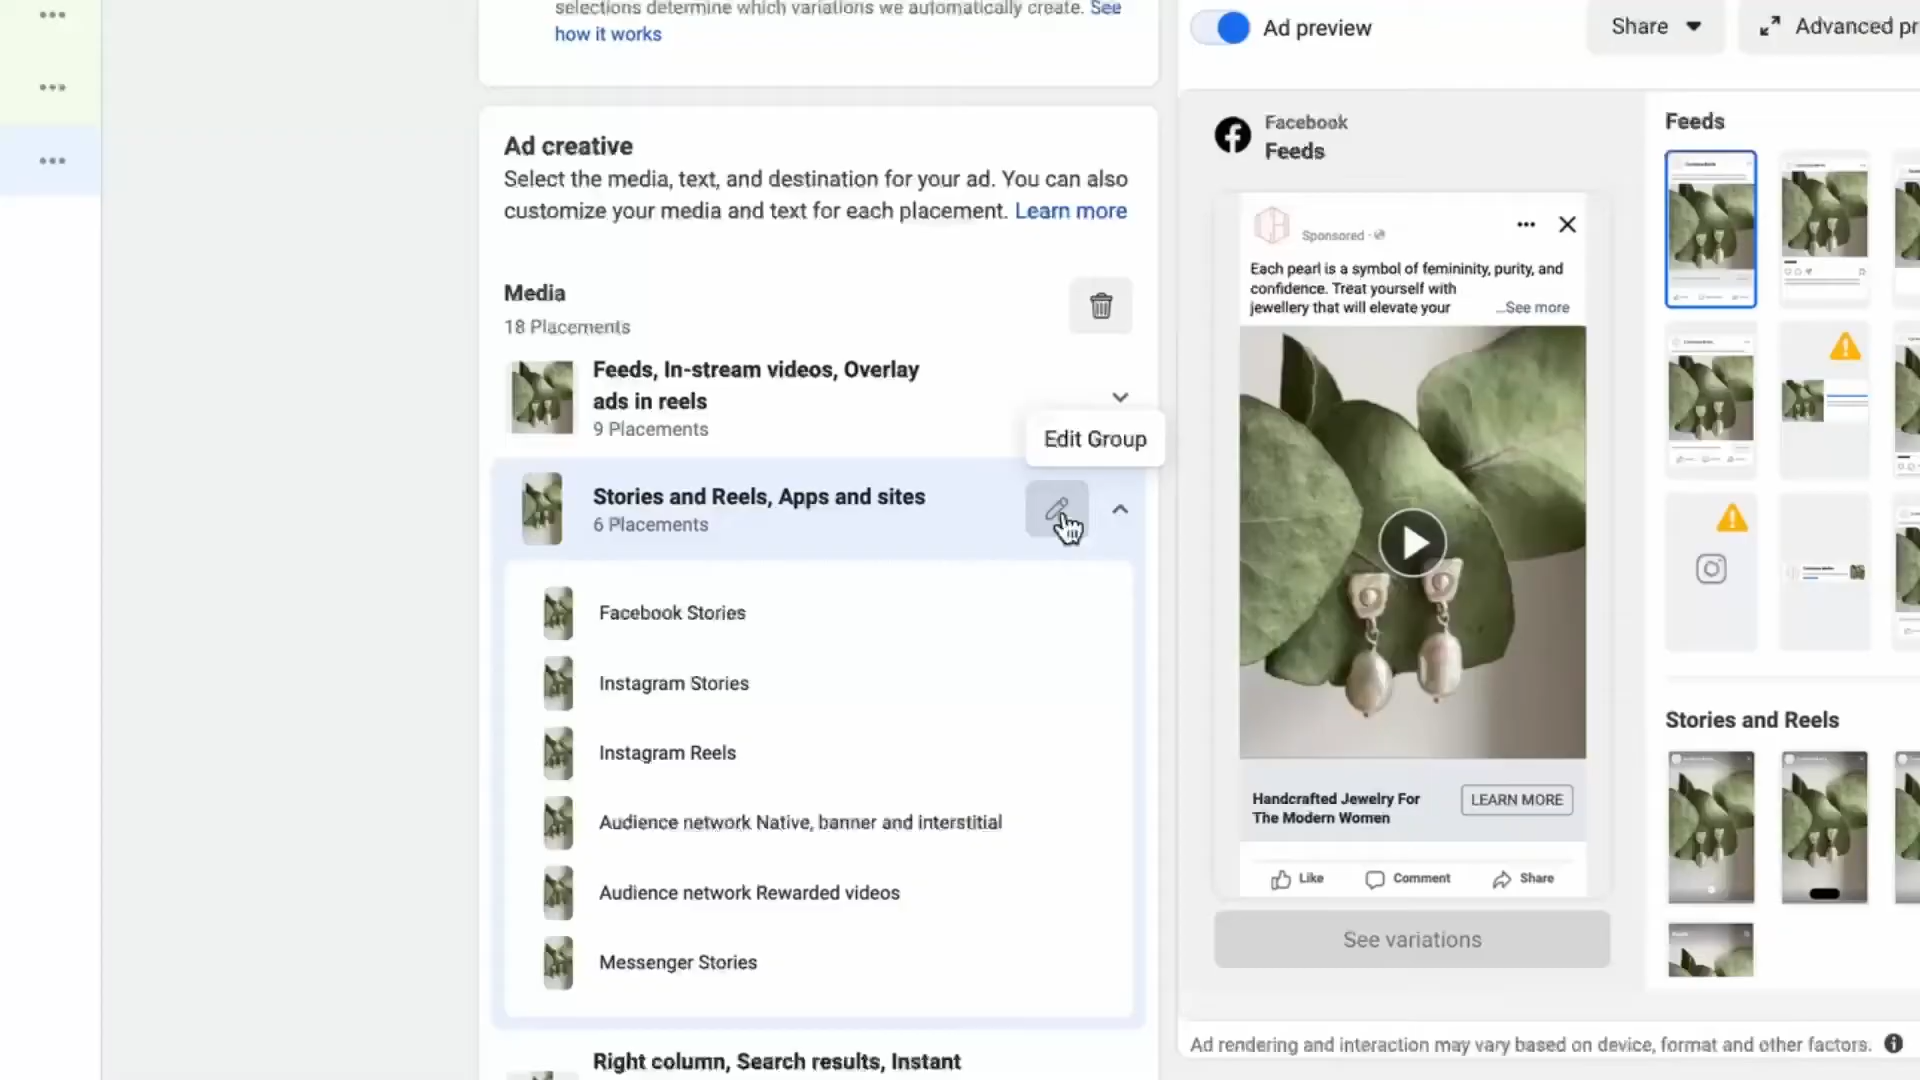 selections determine which variations we automatically create. See
how it works
Ad creative
Select the media, text, and destination for your ad. You can also
customize your media and text for each placement. Learn more
Media
18 Placements
Feeds, In-stream videos, Overlay
ads in reels
9 Placements
Edit Group
Stories and Reels, Apps and sites
6 Placements
Facebook Stories
Instagram Stories
Instagram Reels
Audience network Native, banner and interstitial
Audience network Rewarded videos
Messenger Stories
Right column, Search results, Instant
Ad preview
Share
Advanced pr
Facebook
Feeds
Sponsored ·
Each pearl is a symbol of femininity, purity, and
confidence. Treat yourself with
jewellery that will elevate your ...See more
Handcrafted Jewelry For
The Modern Women
LEARN MORE
Like
Comment
Share
See variations
Feeds
Stories and Reels
Ad rendering and interaction may vary based on device, format and other factors.